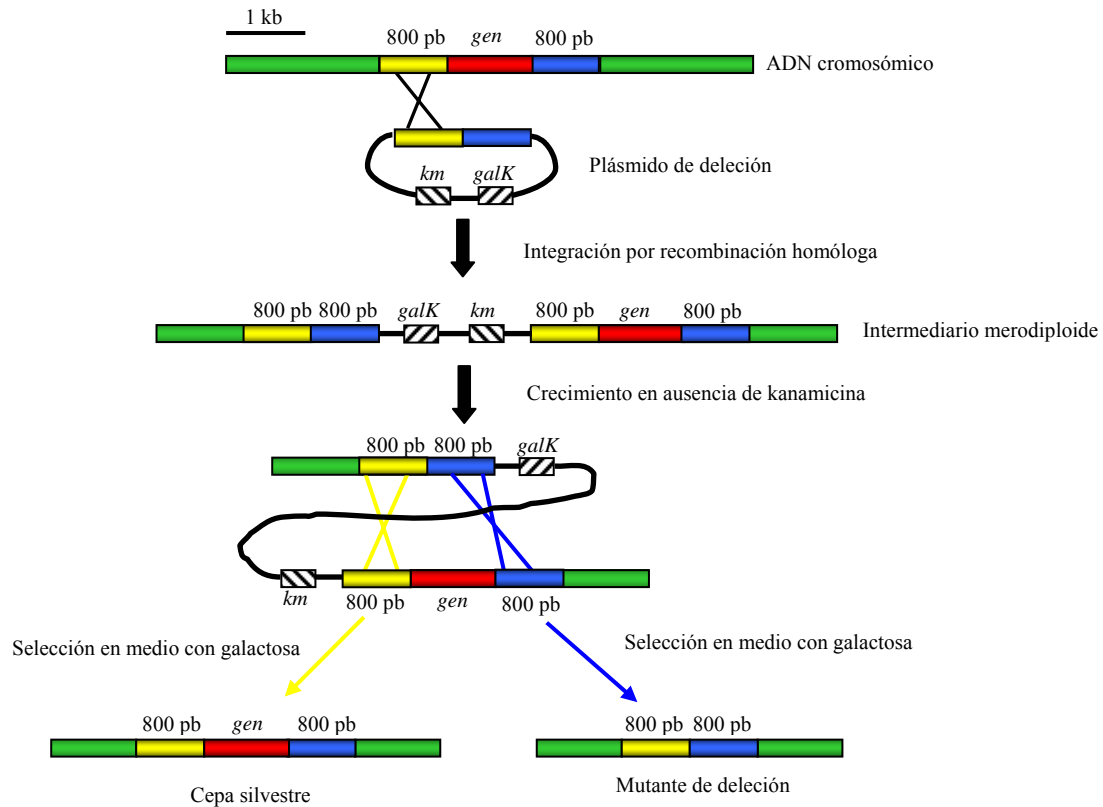 1 kb
800 pb gen 800 pb
ADN cromosómico
Plásmido de deleción
km galK
Integración por recombinación homóloga
800 pb 800 pb galK km 800 pb gen 800 pb
Intermediario merodiploide
Crecimiento en ausencia de kanamicina
800 pb 800 pb galK
km 800 pb gen 800 pb
Selección en medio con galactosa
Selección en medio con galactosa
800 pb gen 800 pb
800 pb 800 pb
Cepa silvestre
Mutante de deleción